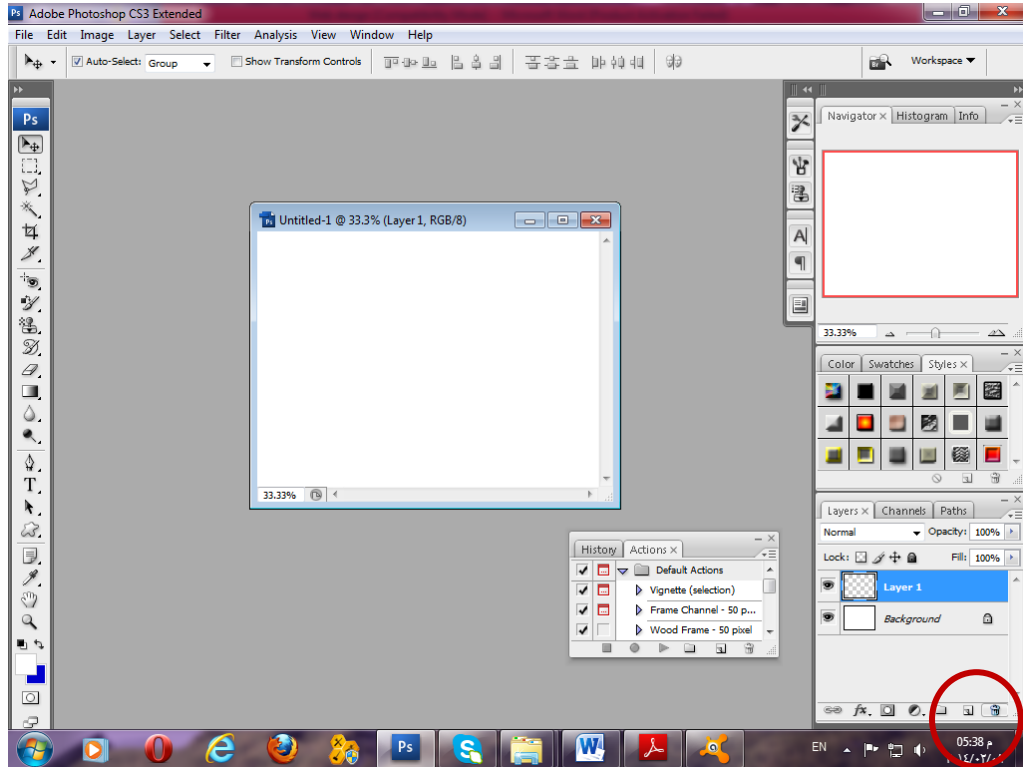 Ps Adobe Photoshop CS3 Extended
File Edit Image Layer Select Filter Analysis View Window Help
Auto-Select: Group Show Transform Controls Workspace
Ps
Navigator Histogram Info
Untitled-1 @ 33.3% (Layer 1, RGB/8)
A
33.33%
Color Swatches Styles
33.33%
T
Layers Channels Paths
Normal Opacity: 100%
Lock: Fill: 100%
History Actions
Default Actions
Layer 1
Vignette (selection)
Frame Channel - 50 p...
Background
Wood Frame - 50 pixel
fx.
Ps W EN 05:38 م